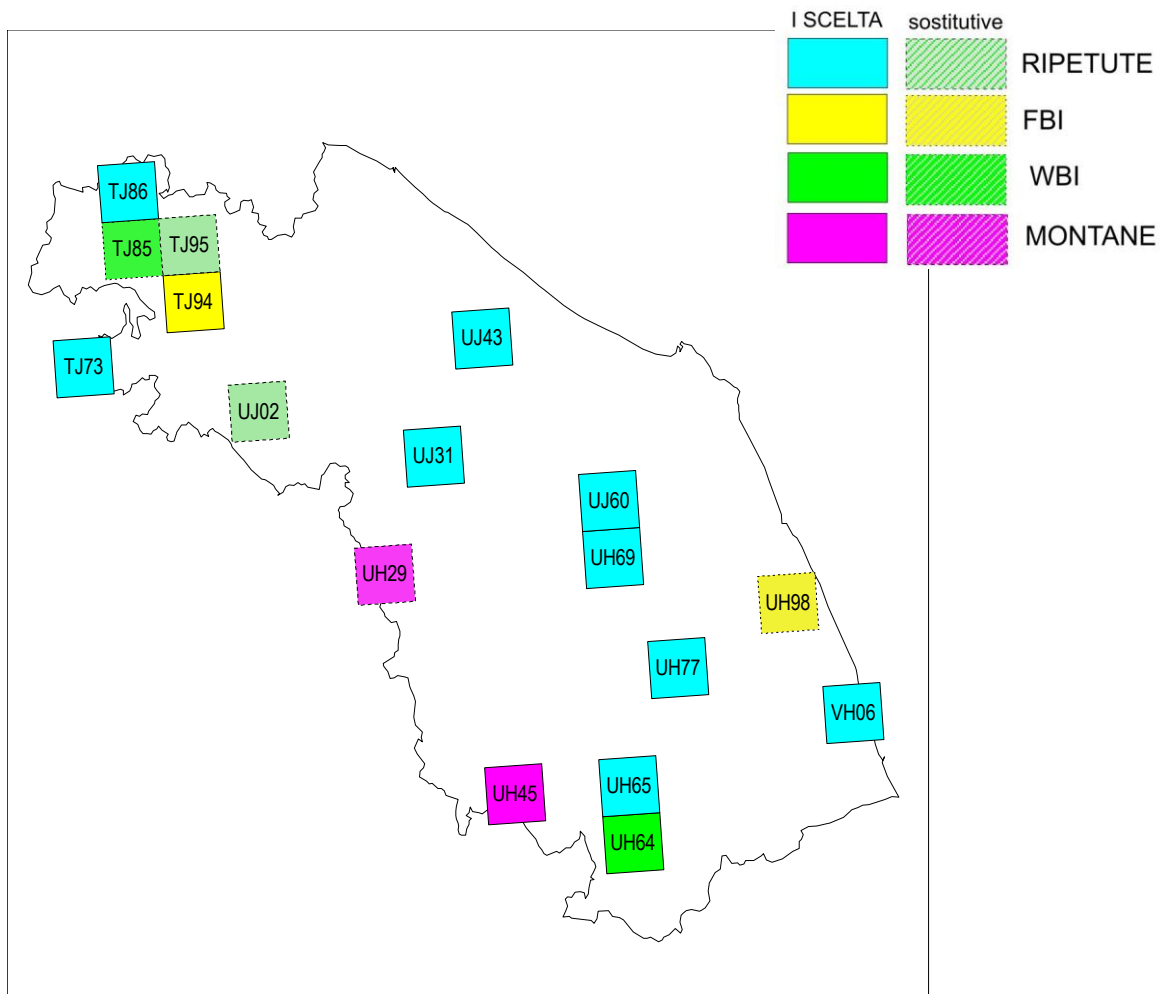 I SCELTA sostitutive
RIPETUTE
FBI
WBI
MONTANE
TJ86
TJ85 TJ95
TJ94
TJ73
UJ43
UJ02
UJ31
UJ60
UH69
UH29
UH98
UH77
VH06
UH45
UH65
UH64